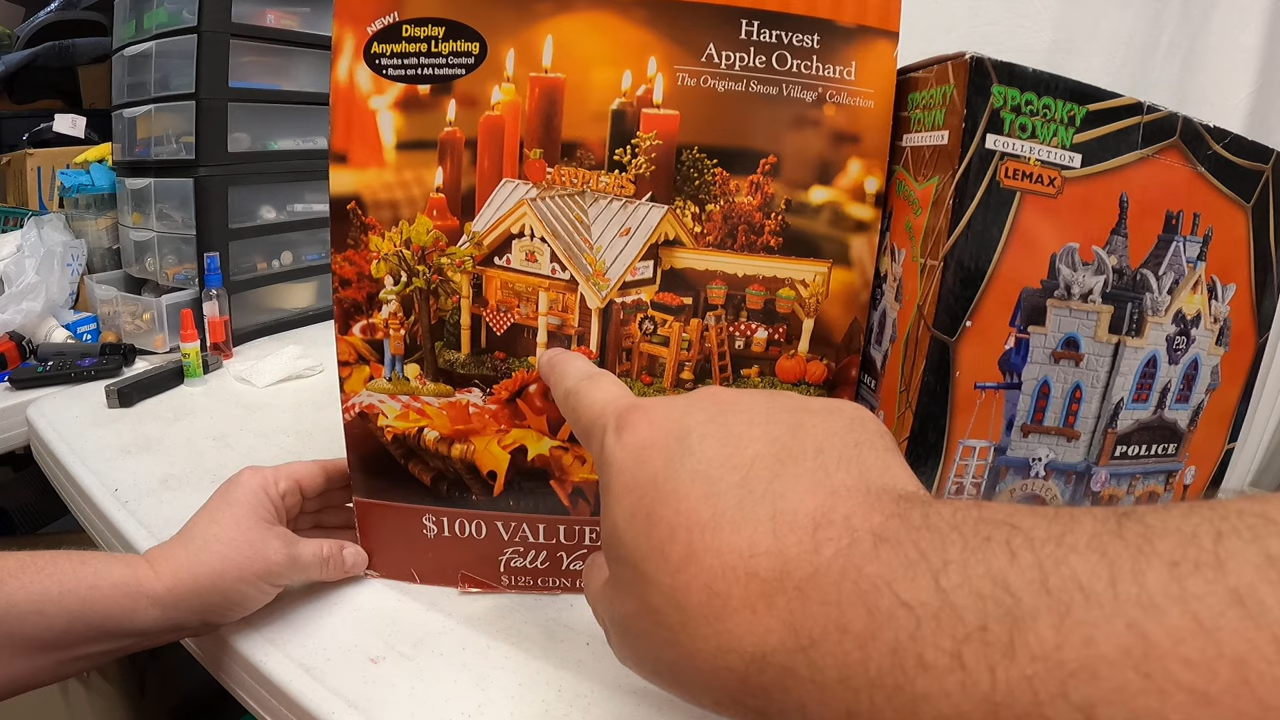 NEW!
Display
Anywhere Lighting
• Works with Remote Control
• Runs on 4 AA batteries
Harvest
Apple Orchard
The Original Snow Village® Collection
APPLES
$100 VALUE
Fall Va
$125 CDN
SPOOKY
TOWN
COLLECTION
SPOOKY
TOWN
COLLECTION
LEMAX
P.D.
POLICE
POLICE